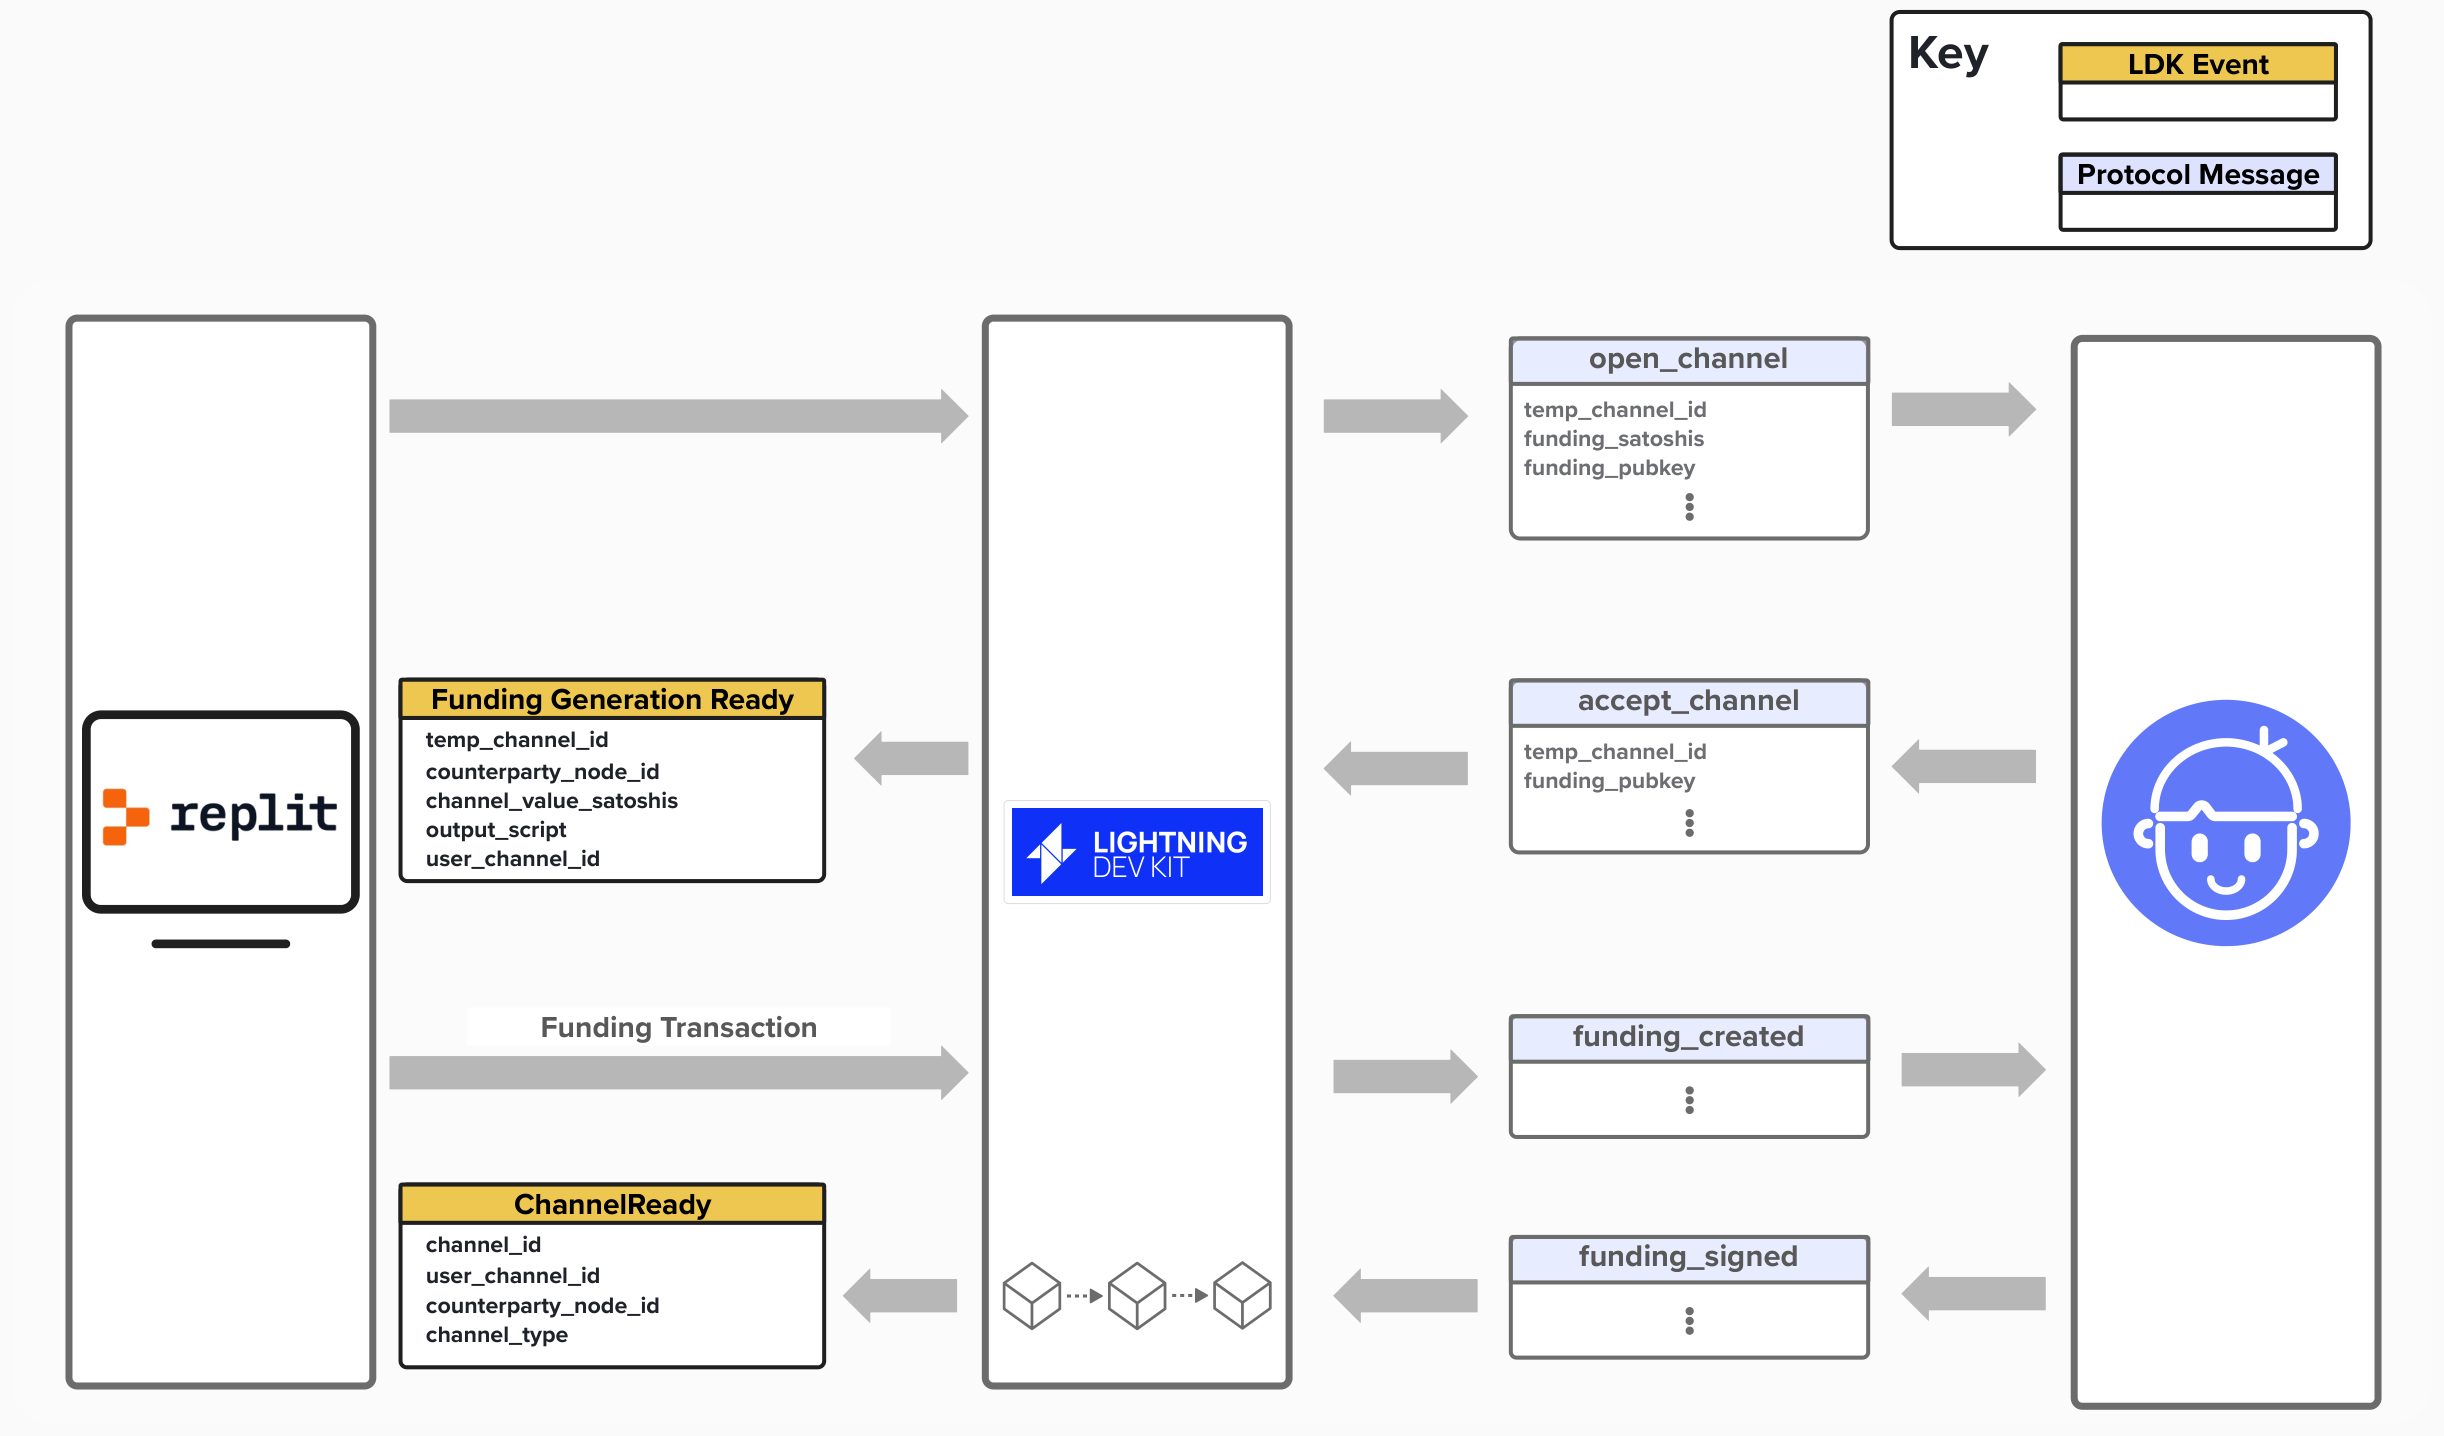 Key
LDK Event
Protocol Message
open_channel
temp_channel_id
funding_satoshis
funding_pubkey
Funding Generation Ready
temp_channel_id
counterparty_node_id
channel_value_satoshis
output_script
user_channel_id
accept_channel
temp_channel_id
funding_pubkey
replit
LIGHTNING
DEV KIT
Funding Transaction
funding_created
ChannelReady
channel_id
user_channel_id
counterparty_node_id
channel_type
funding_signed